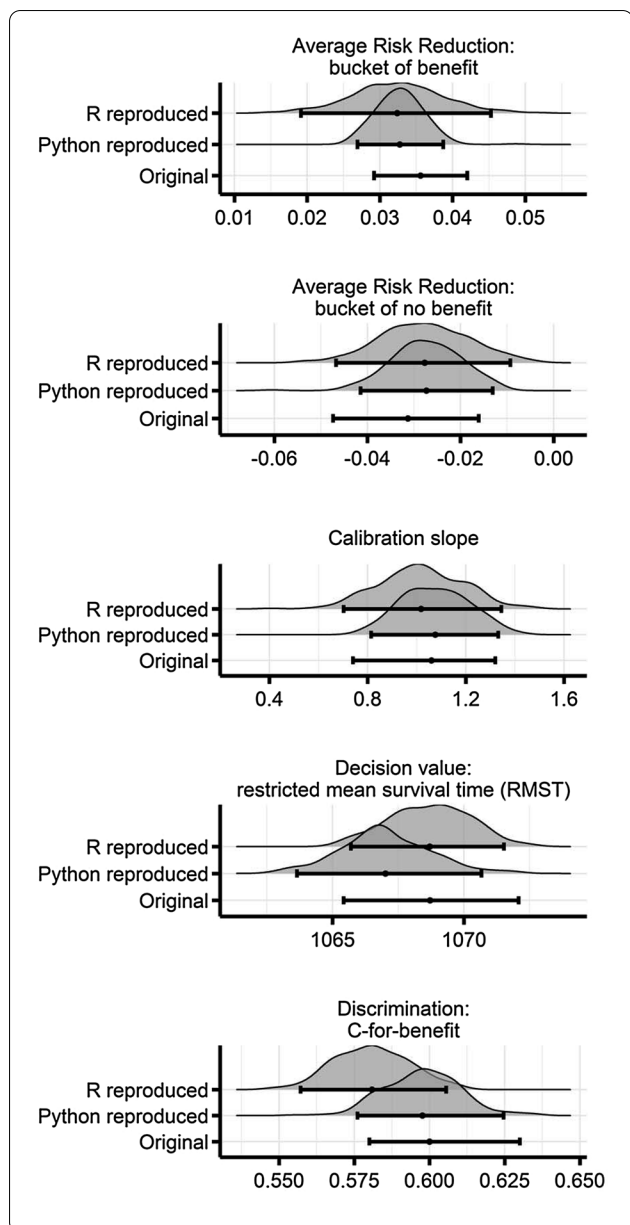 Average Risk Reduction:
bucket of benefit
R reproduced
Python reproduced
Original
0.01 0.02 0.03 0.04 0.05
Average Risk Reduction:
bucket of no benefit
R reproduced
Python reproduced
Original
-0.06 -0.04 -0.02 0.00
Calibration slope
R reproduced
Python reproduced
Original
0.4 0.8 1.2 1.6
Decision value:
restricted mean survival time (RMST)
R reproduced
Python reproduced
Original
1065 1070
Discrimination:
C-for-benefit
R reproduced
Python reproduced
Original
0.550 0.575 0.600 0.625 0.650